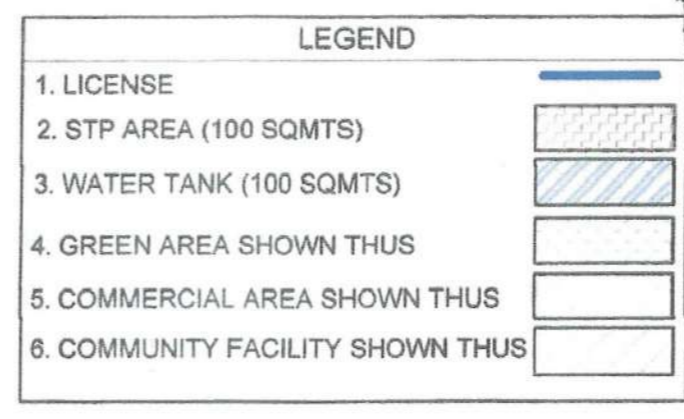 LEGEND
1. LICENSE
2. STP AREA (100 SQMTS)
3. WATER TANK (100 SQMTS)
4. GREEN AREA SHOWN THUS
5. COMMERCIAL AREA SHOWN THUS
6. COMMUNITY FACILITY SHOWN THUS